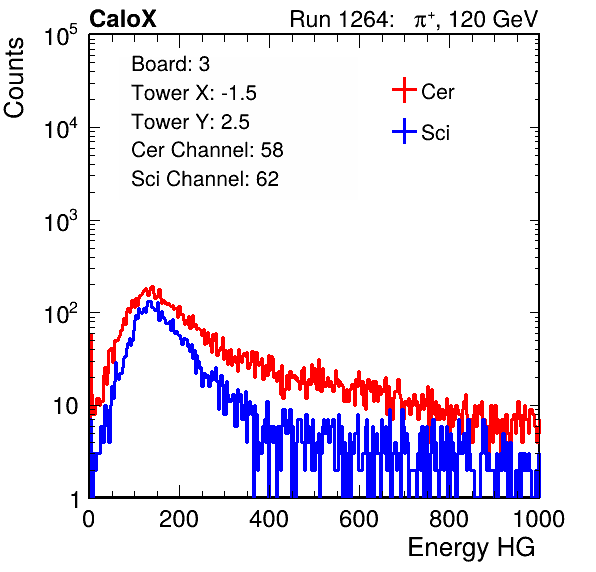 CaloX Run 1264: π⁺, 120 GeV
Counts
Board: 3
Tower X: -1.5
Tower Y: 2.5
Cer Channel: 58
Sci Channel: 62
Cer
Sci
10⁵
10⁴
10³
10²
10
1
0 200 400 600 800 1000
Energy HG